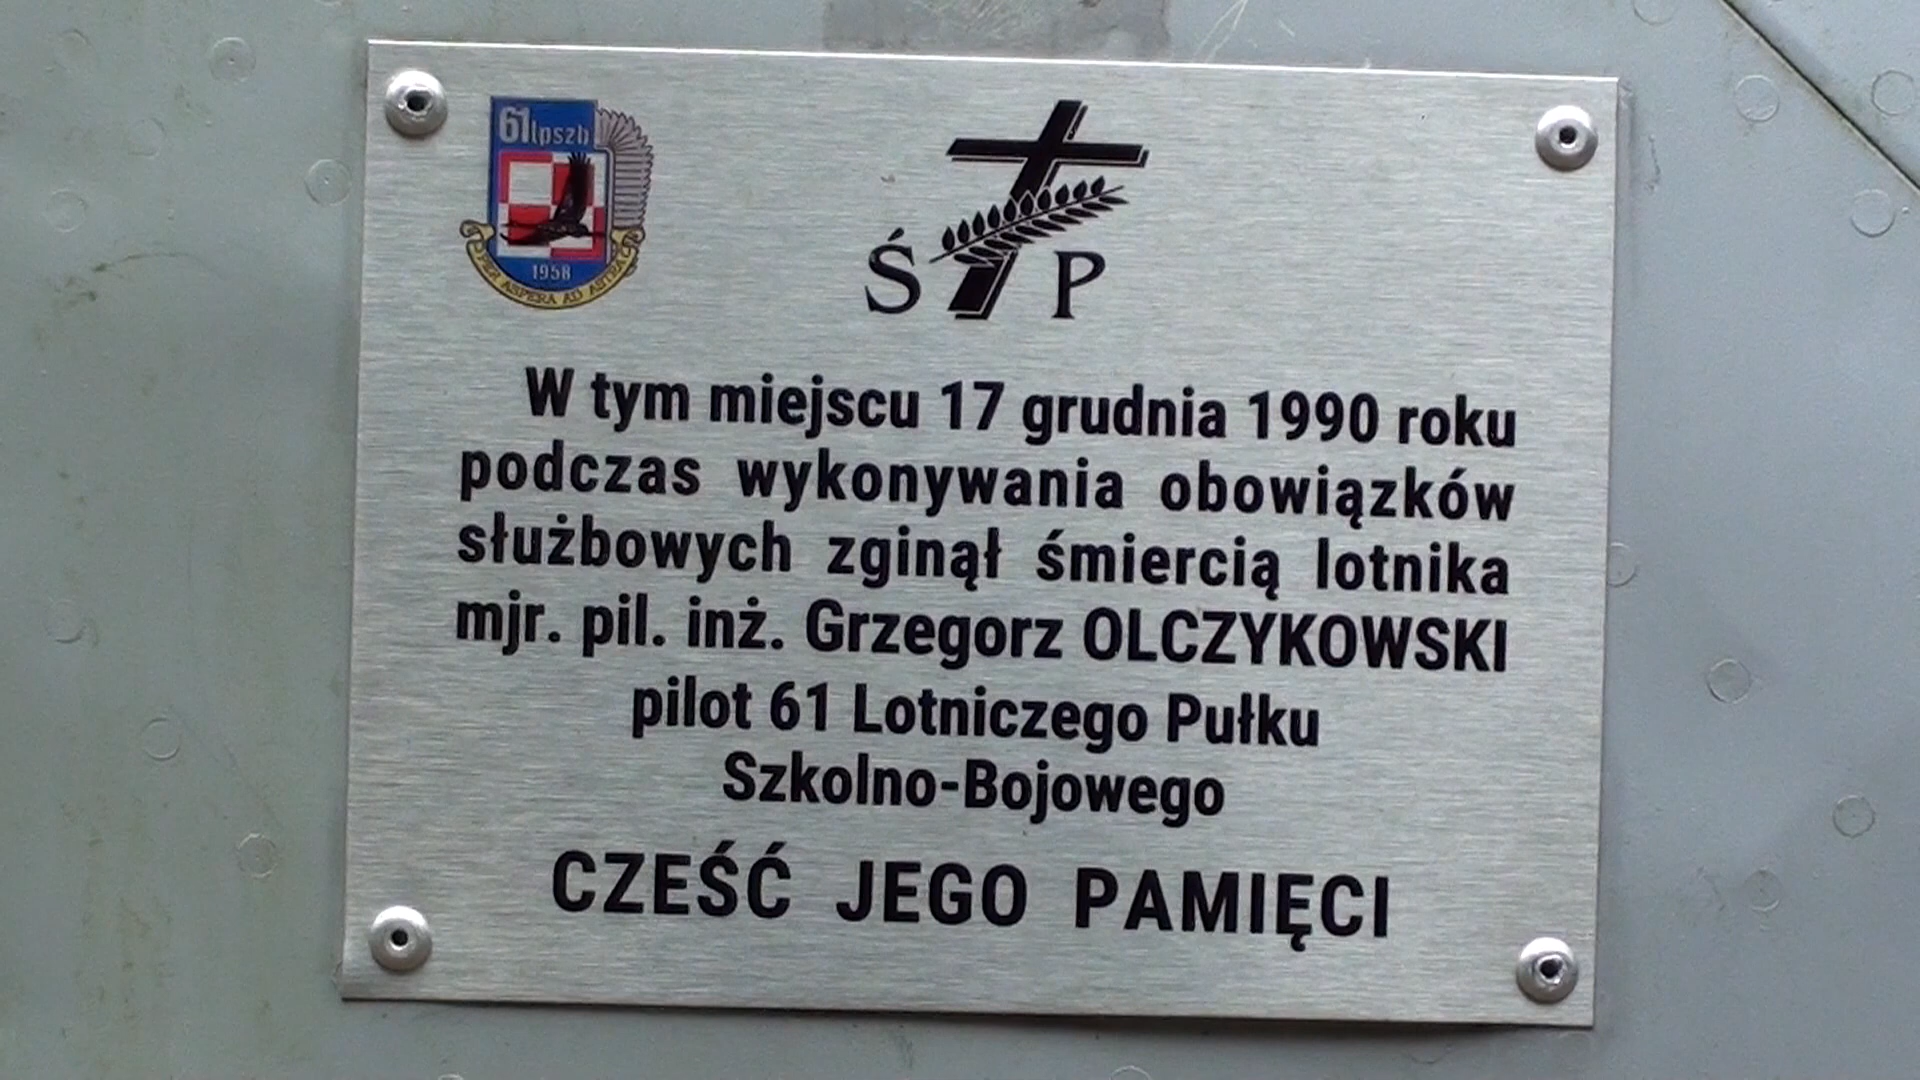 61lpszb
1958
PER ASPERA AD ASTRA
Ś P
W tym miejscu 17 grudnia 1990 roku
podczas wykonywania obowiązków
służbowych zginął śmiercią lotnika
mjr. pil. inż. Grzegorz OLCZYKOWSKI
pilot 61 Lotniczego Pułku
Szkolno-Bojowego
CZEŚĆ JEGO PAMIĘCI